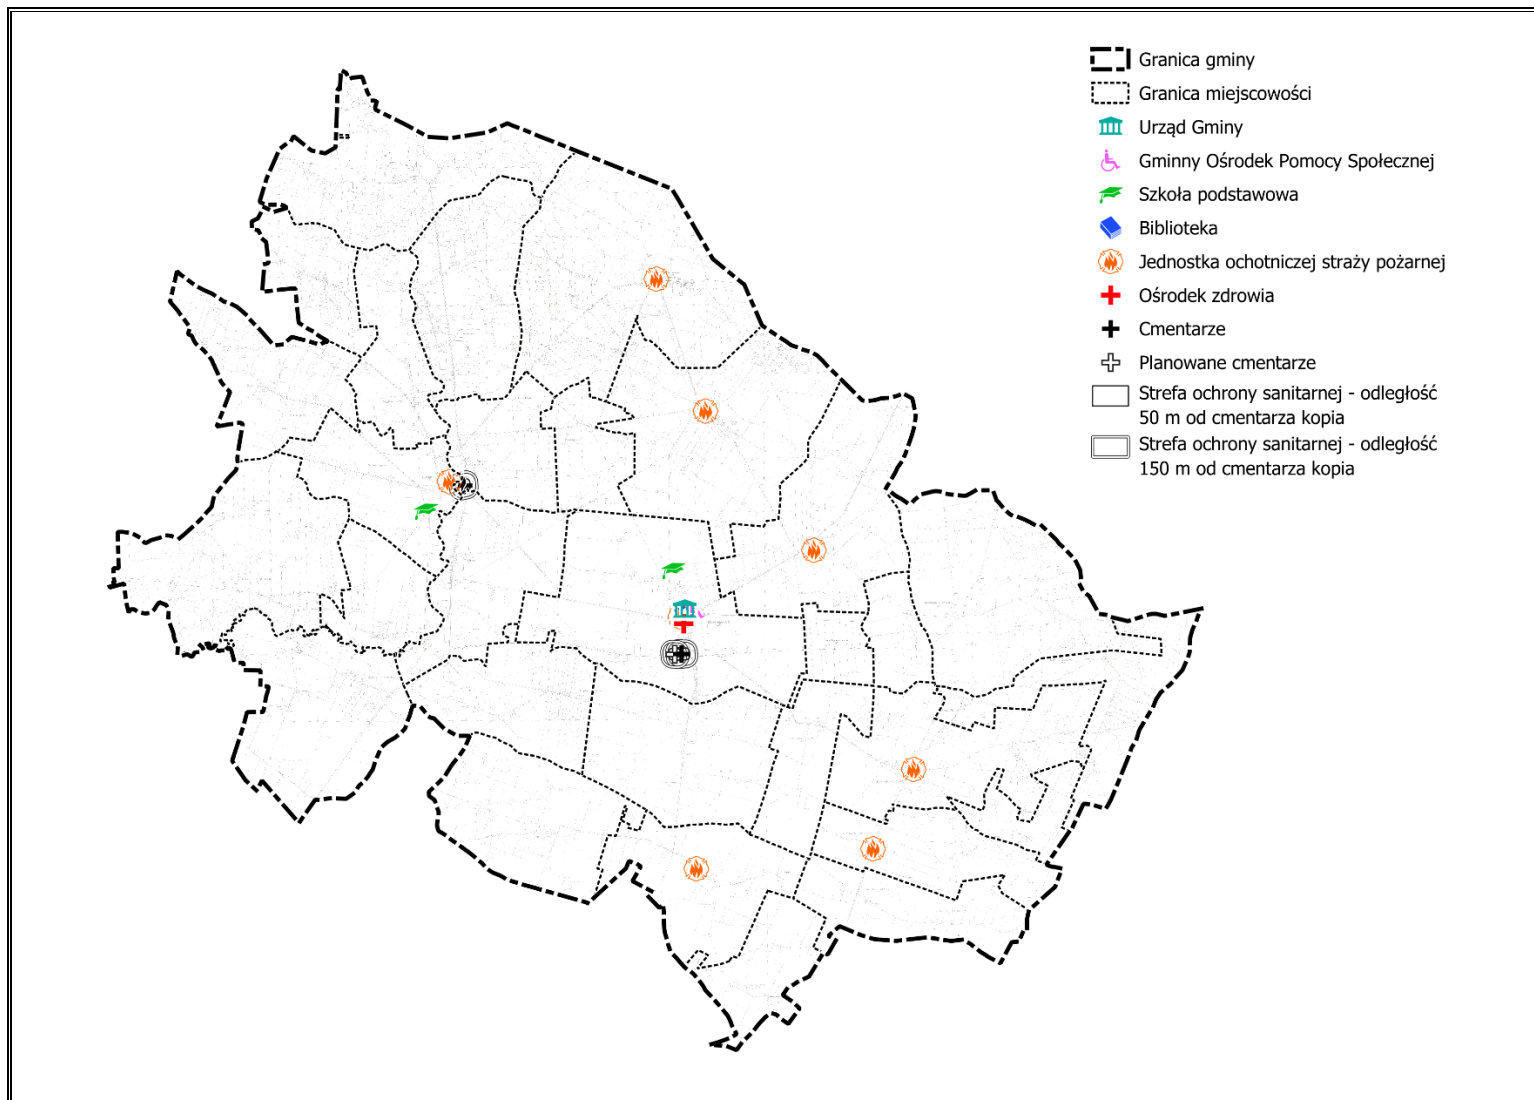 Granica gminy
Granica miejscowości
Urząd Gminy
Gminny Ośrodek Pomocy Społecznej
Szkoła podstawowa
Biblioteka
Jednostka ochotniczej straży pożarnej
Ośrodek zdrowia
Cmentarze
Planowane cmentarze
Strefa ochrony sanitarnej - odległość
50 m od cmentarza kopia
Strefa ochrony sanitarnej - odległość
150 m od cmentarza kopia